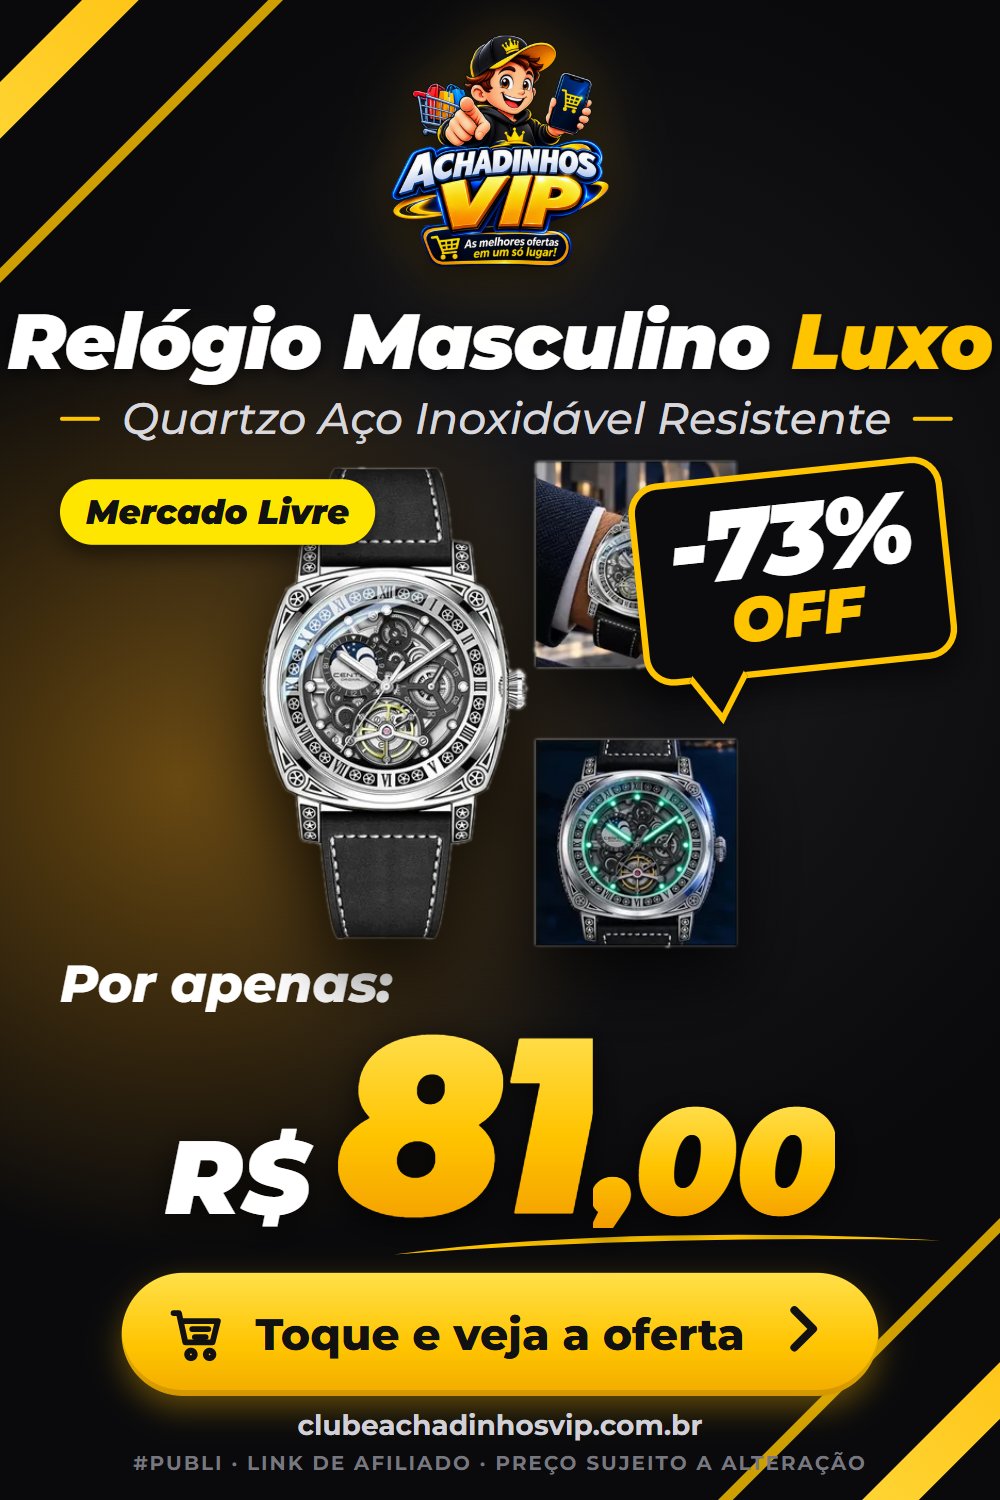 ACHADINHOS
VIP
As melhores ofertas
em um só lugar!
Relógio Masculino Luxo
Quartzo Aço Inoxidável Resistente
Mercado Livre
-73%
OFF
Por apenas:
R$ 81,00
Toque e veja a oferta
clubeachadinhosvip.com.br
#PUBLI · LINK DE AFILIADO · PREÇO SUJEITO A ALTERAÇÃO